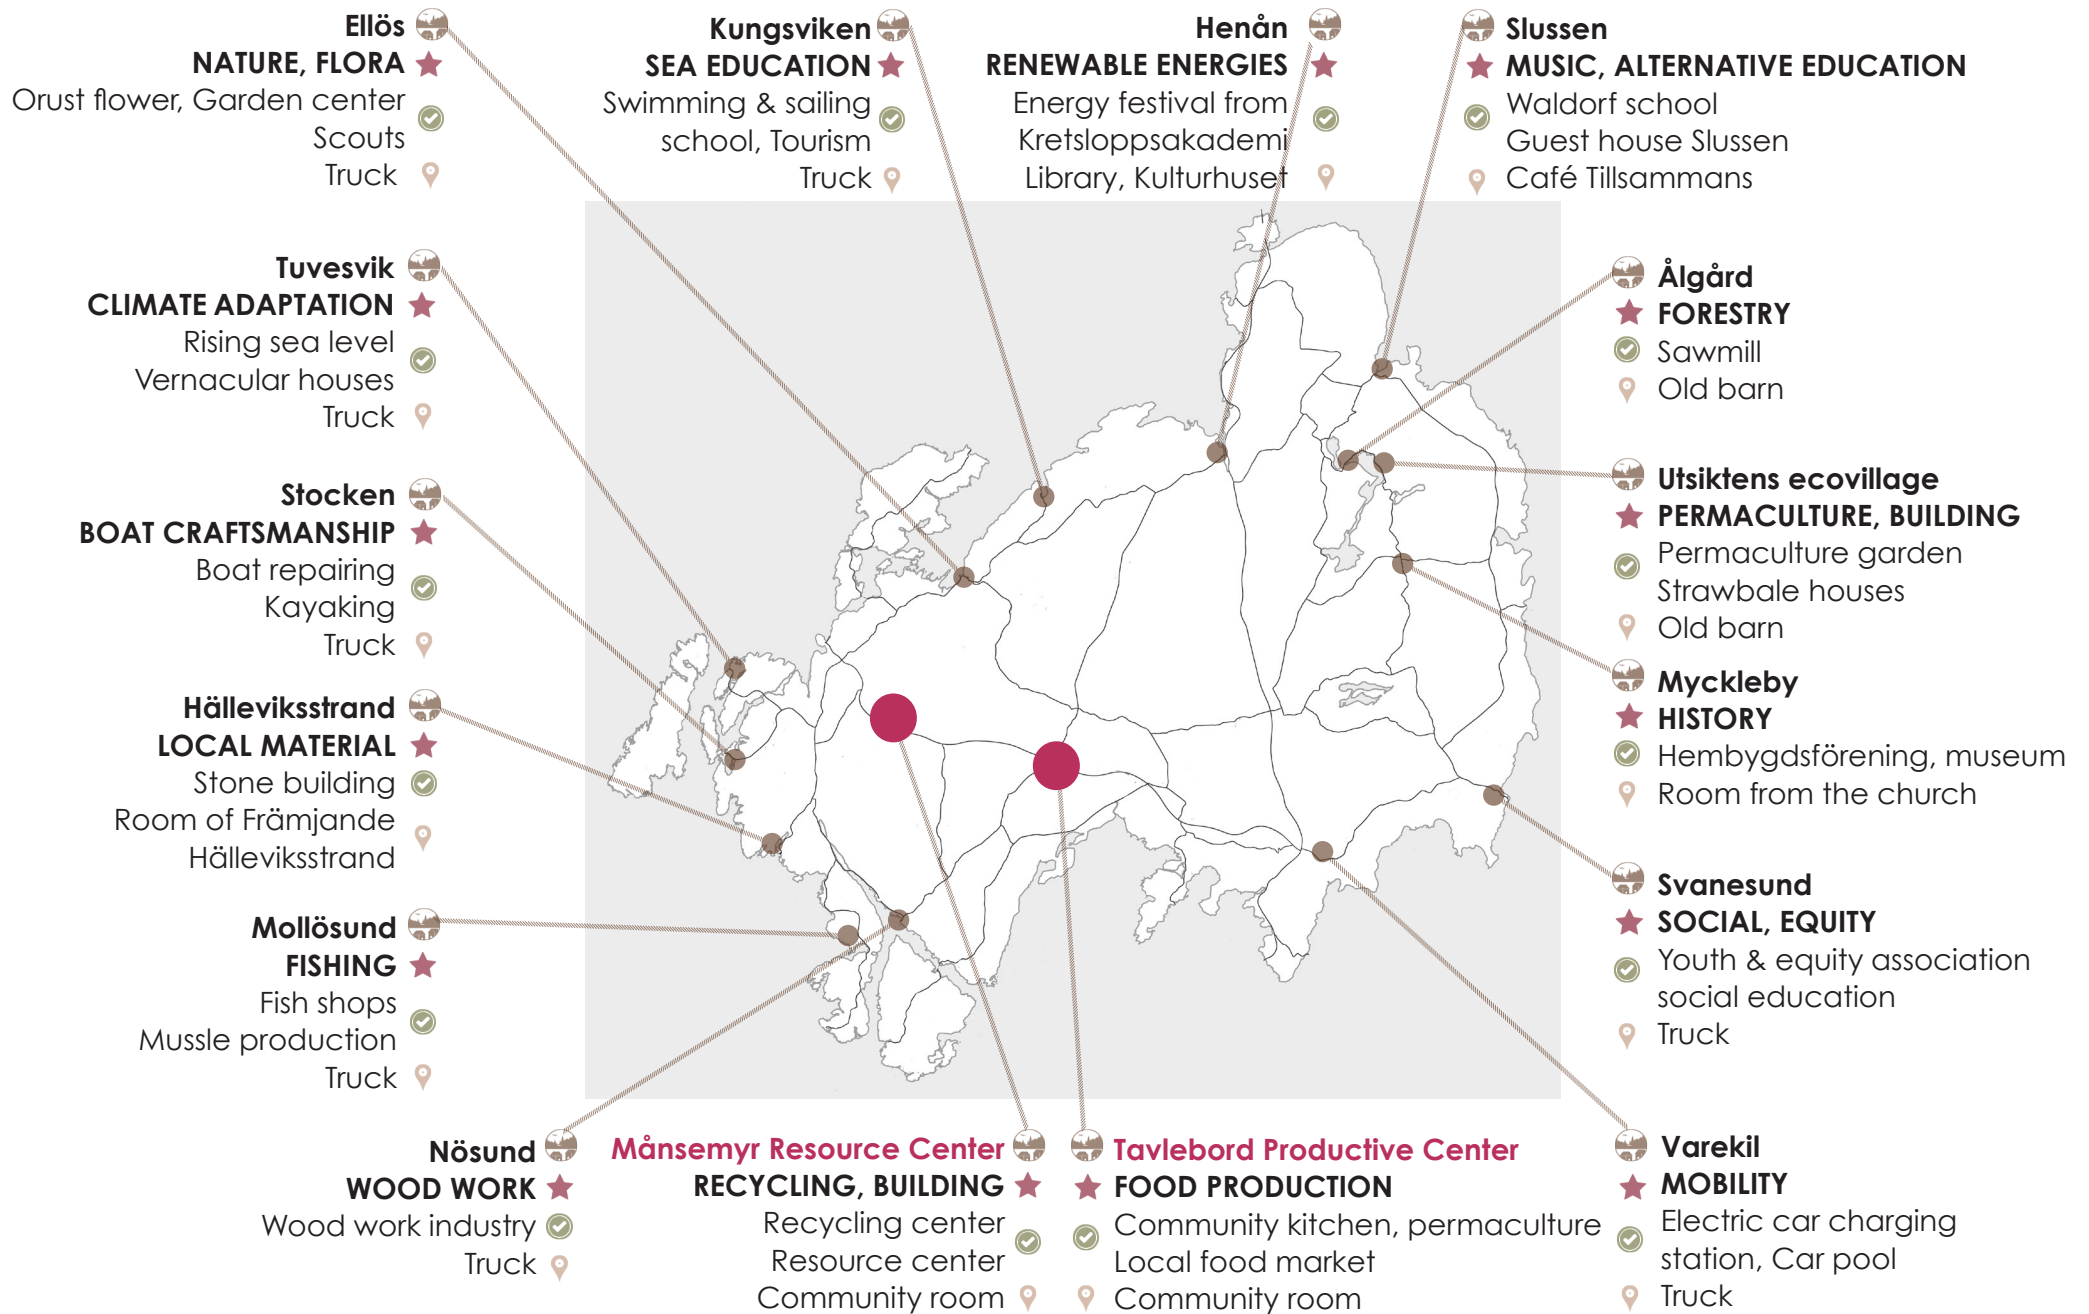 Ellös
NATURE, FLORA
Orust flower, Garden center
Scouts
Truck
Kungsviken
SEA EDUCATION
Swimming & sailing
school, Tourism
Truck
Henån
RENEWABLE ENERGIES
Energy festival from
Kretsloppsakademi
Library, Kulturhuset
Slussen
MUSIC, ALTERNATIVE EDUCATION
Waldorf school
Guest house Slussen
Café Tillsammans
Tuvesvik
CLIMATE ADAPTATION
Rising sea level
Vernacular houses
Truck
Ålgård
FORESTRY
Sawmill
Old barn
Stocken
BOAT CRAFTSMANSHIP
Boat repairing
Kayaking
Truck
Utsiktens ecovillage
PERMACULTURE, BUILDING
Permaculture garden
Strawbale houses
Old barn
Hälleviksstrand
LOCAL MATERIAL
Stone building
Room of Främjande
Hälleviksstrand
Myckleby
HISTORY
Hembygdsförening, museum
Room from the church
Mollösund
FISHING
Fish shops
Mussle production
Truck
Svanesund
SOCIAL, EQUITY
Youth & equity association
social education
Truck
Nösund
WOOD WORK
Wood work industry
Truck
Månsemyr Resource Center
RECYCLING, BUILDING
Recycling center
Resource center
Community room
Tavlebord Productive Center
FOOD PRODUCTION
Community kitchen, permaculture
Local food market
Community room
Varekil
MOBILITY
Electric car charging
station, Car pool
Truck